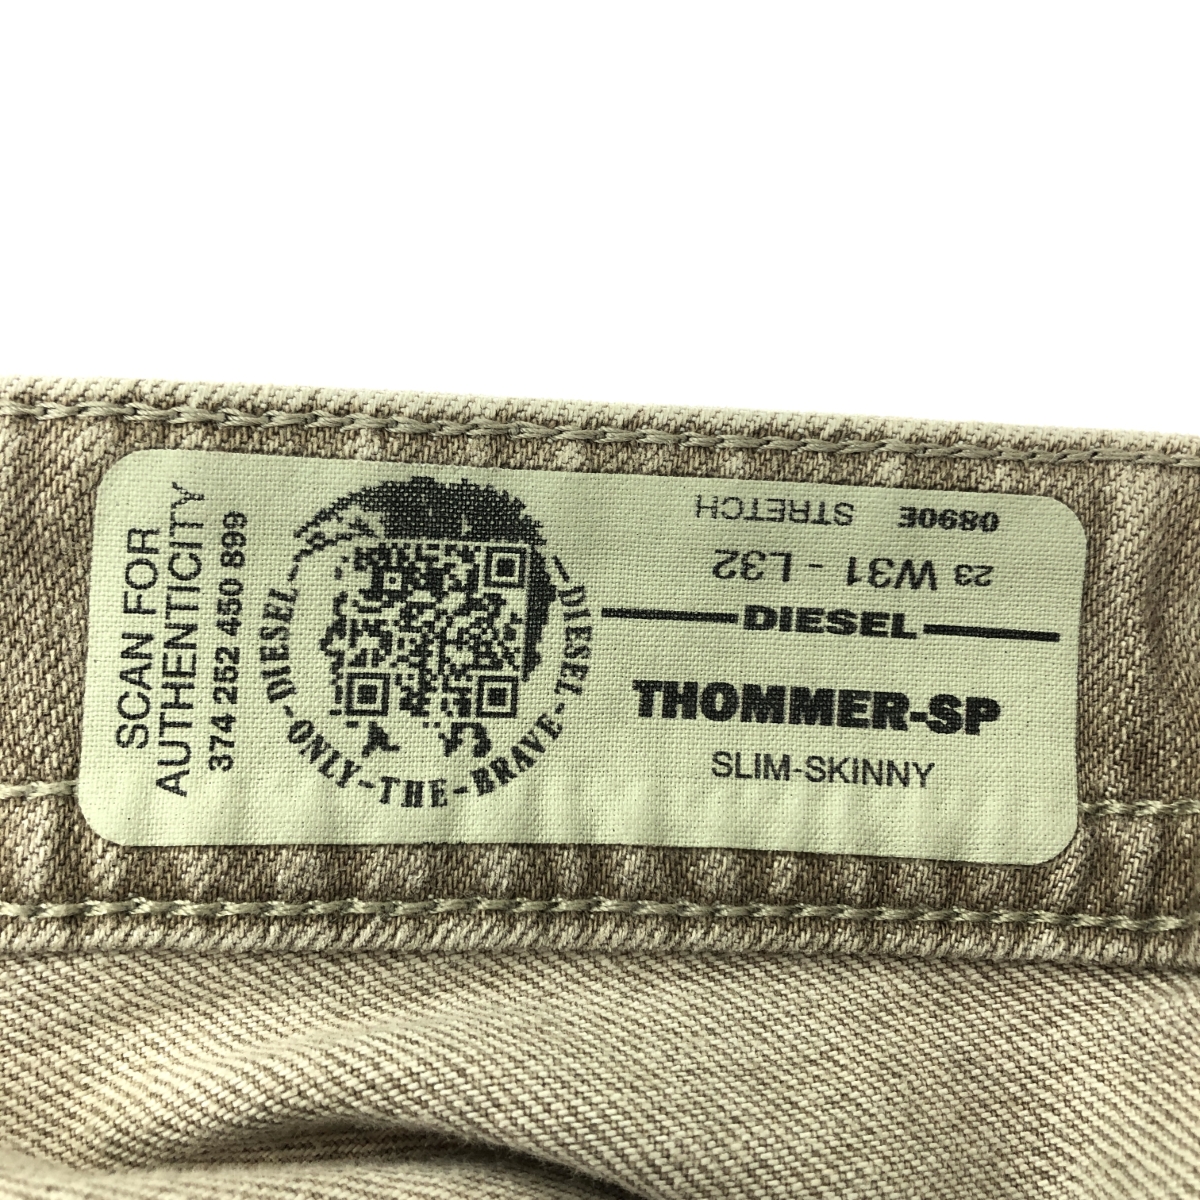 SCAN FOR
AUTHENTICITY
374 252 450 899
DIESEL-ONLY-THE-BRAVE-DIESEL
0890E STRETCH
23 W31 - L32
DIESEL
THOMMER-SP
SLIM-SKINNY